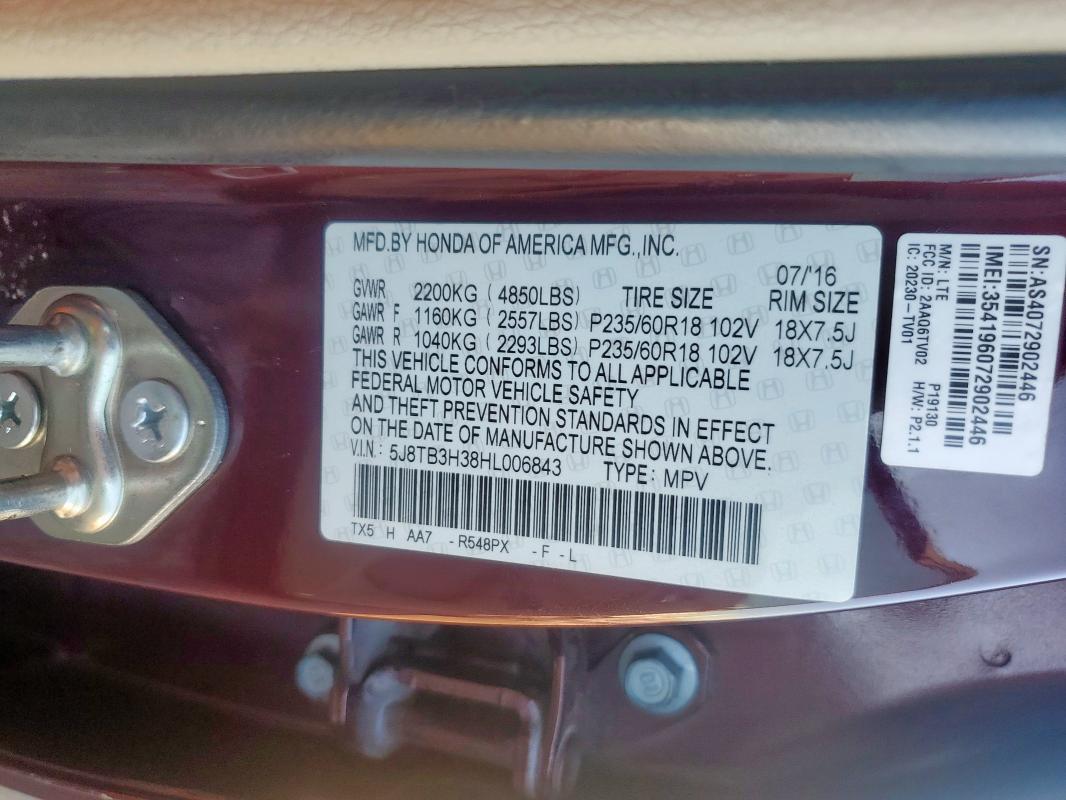 MFD.BY HONDA OF AMERICA MFG.,INC.
07/'16
GVWR 2200KG ( 4850LBS) TIRE SIZE RIM SIZE
GAWR F 1160KG ( 2557LBS) P235/60R18 102V 18X7.5J
GAWR R 1040KG ( 2293LBS) P235/60R18 102V 18X7.5J
THIS VEHICLE CONFORMS TO ALL APPLICABLE
FEDERAL MOTOR VEHICLE SAFETY
AND THEFT PREVENTION STANDARDS IN EFFECT
ON THE DATE OF MANUFACTURE SHOWN ABOVE.
V.I.N: 5J8TB3H38HL006843 TYPE: MPV
TX5 H AA7 -R548PX -F-L
SN:AS4072902446
IMEI:354196072902446
M/N: LTE P19130
FCC ID: 2AAQ6TV02 H/W: P2.1.1
IC: 20230-TV01